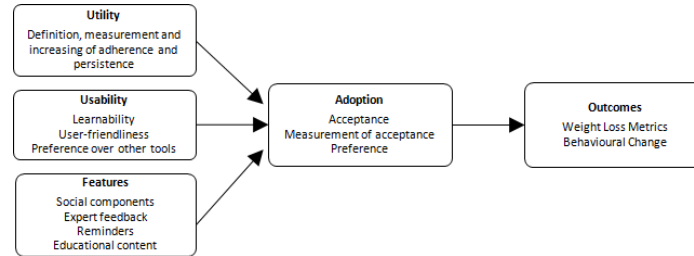 Utility
Definition, measurement and
increasing of adherence and
persistence
Usability
Learnability
User-friendliness
Preference over other tools
Features
Social components
Expert feedback
Reminders
Educational content
Adoption
Acceptance
Measurement of acceptance
Preference
Outcomes
Weight Loss Metrics
Behavioural Change